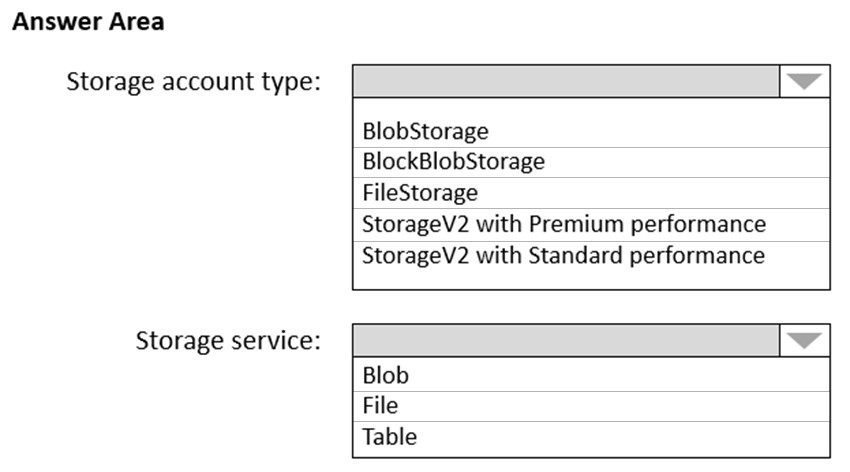 Answer Area
Storage account type:
BlobStorage
BlockBlobStorage
FileStorage
StorageV2 with Premium performance
StorageV2 with Standard performance
Storage service:
Blob
File
Table